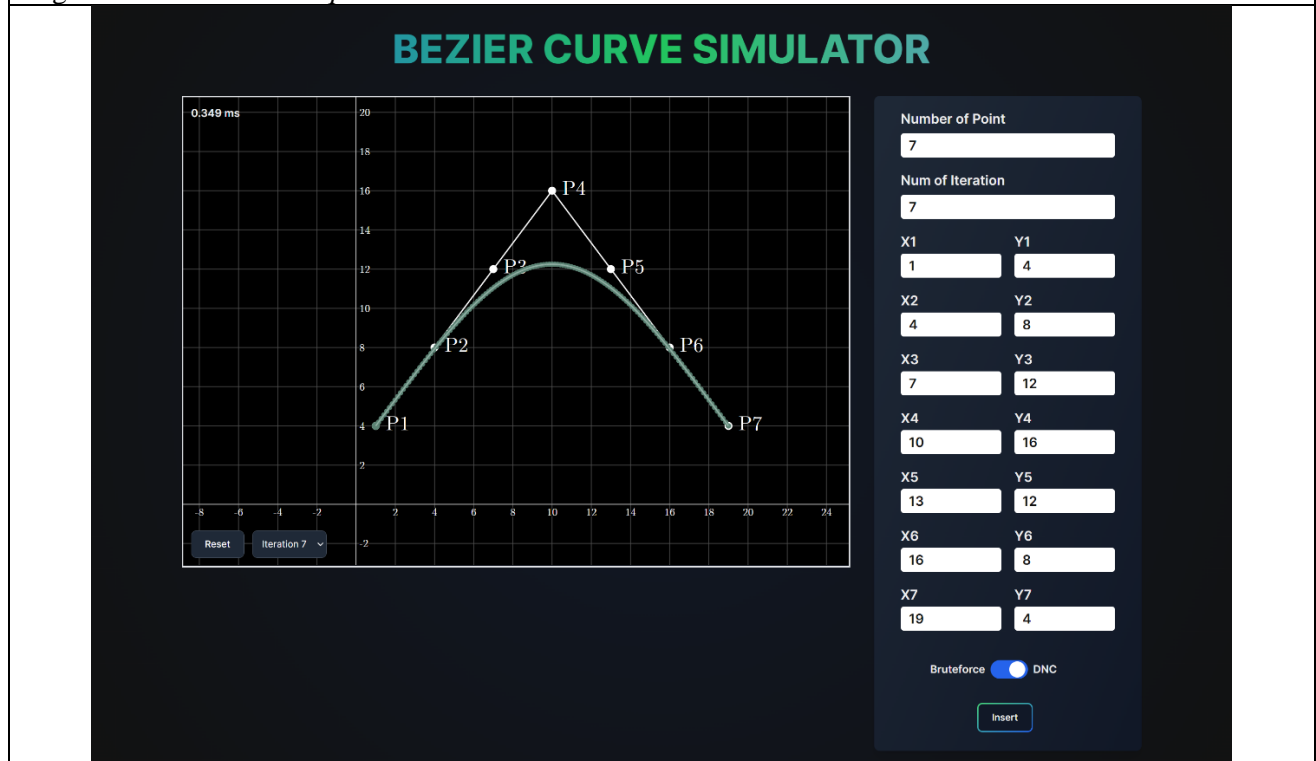 BEZIER CURVE SIMULATOR
0.349 ms
20
18
16
14
12
10
8
6
4
2
-8 -6 -4 -2 2 4 6 8 10 12 14 16 18 20 22 24
-2
P1
P2
P3
P4
P5
P6
P7
Reset
Iteration 7
Number of Point
7
Num of Iteration
7
X1 Y1
1 4
X2 Y2
4 8
X3 Y3
7 12
X4 Y4
10 16
X5 Y5
13 12
X6 Y6
16 8
X7 Y7
19 4
Bruteforce DNC
Insert